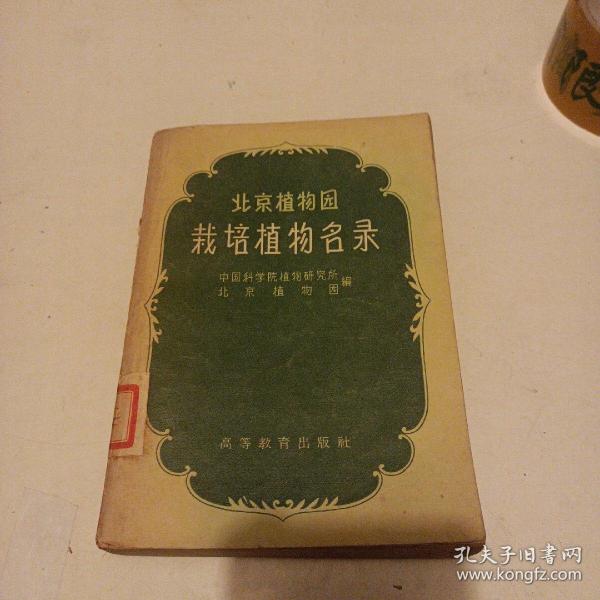 北京植物园
栽培植物名录
中国科学院植物研究所
北京植物园
編
高等教育出版社
限
孔夫子旧书网
www.kongfz.com